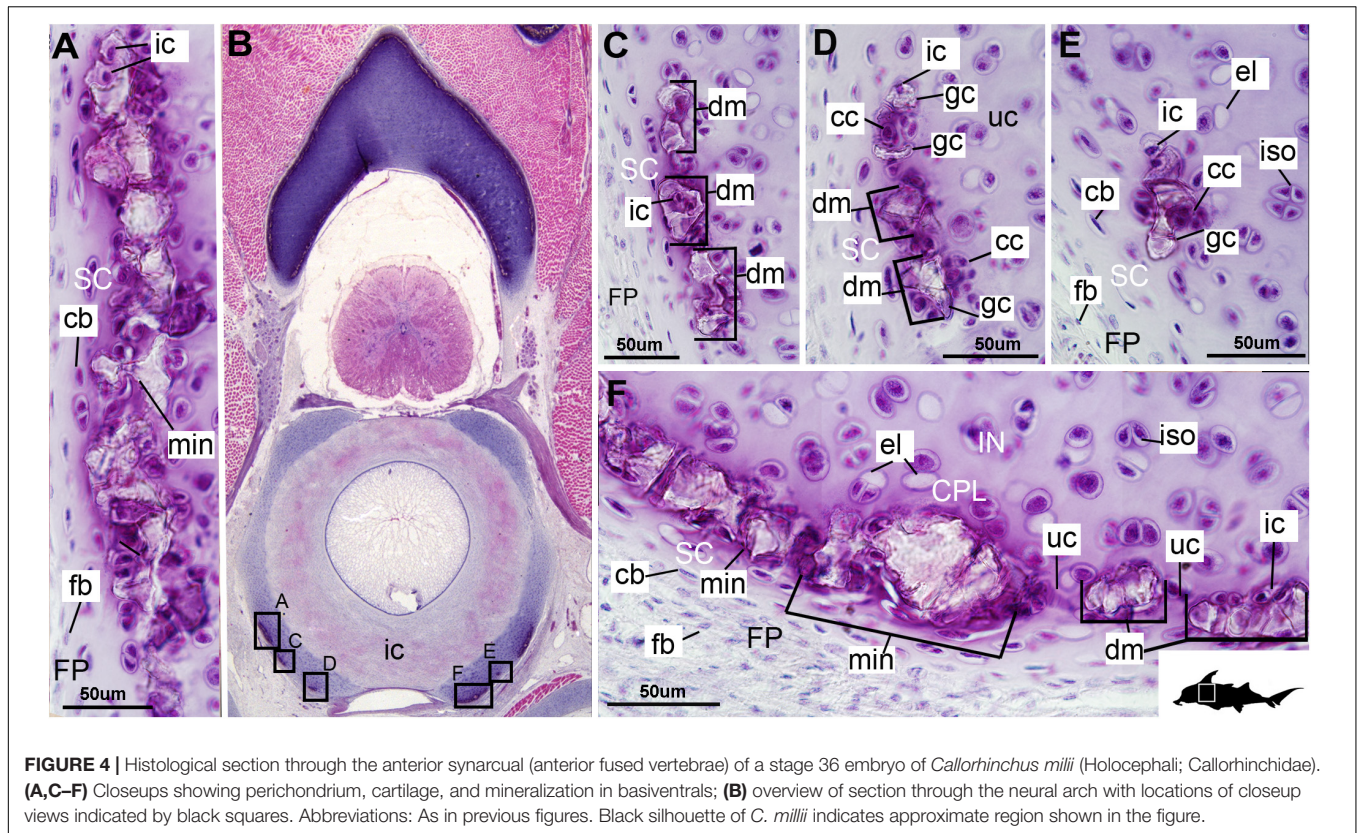 A
ic
SC
cb
min
fb
FP
50um
B
A
C
D
ic
F
E
C
dm
SC
dm
ic
dm
FP
50um
D
ic
gc
uc
cc
gc
dm
SC
cc
dm
gc
50um
E
el
ic
iso
cc
cb
gc
SC
fb
FP
50um
F
el
IN
iso
CPL
uc
uc
ic
SC
cb
min
dm
FP
fb
min
50um
FIGURE 4 | Histological section through the anterior synarcual (anterior fused vertebrae) of a stage 36 embryo of Callorhinchus milii (Holocephali; Callorhinchidae).
(A,C–F) Closeups showing perichondrium, cartilage, and mineralization in basiventrals; (B) overview of section through the neural arch with locations of closeup
views indicated by black squares. Abbreviations: As in previous figures. Black silhouette of C. millii indicates approximate region shown in the figure.